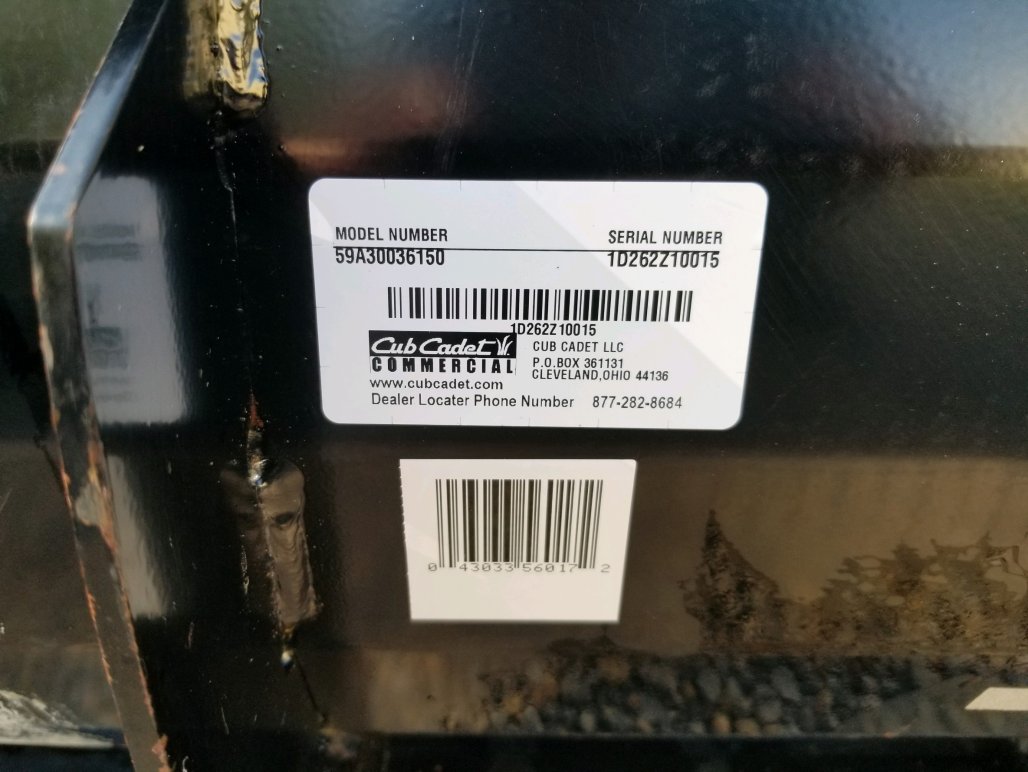 MODEL NUMBER SERIAL NUMBER
59A30036150 1D262Z10015
1D262Z10015
Cub Cadet
COMMERCIAL
CUB CADET LLC
P.O.BOX 361131
CLEVELAND,OHIO 44136
www.cubcadet.com
Dealer Locater Phone Number 877-282-8684
0 43033 56017 2